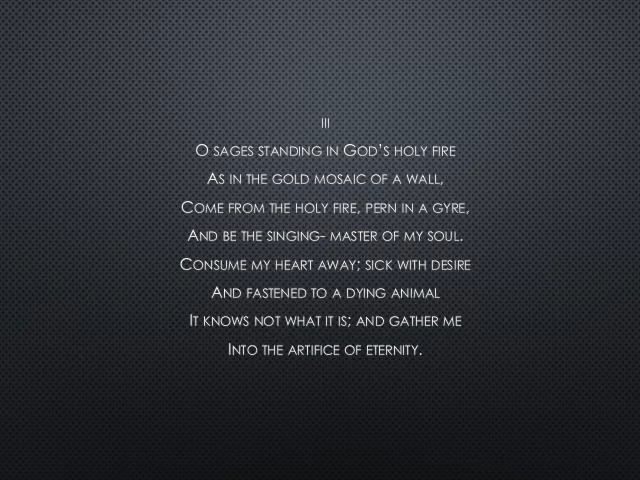 III
O sages standing in God's holy fire
As in the gold mosaic of a wall,
Come from the holy fire, pern in a gyre,
And be the singing- master of my soul.
Consume my heart away; sick with desire
And fastened to a dying animal
It knows not what it is; and gather me
Into the artifice of eternity.